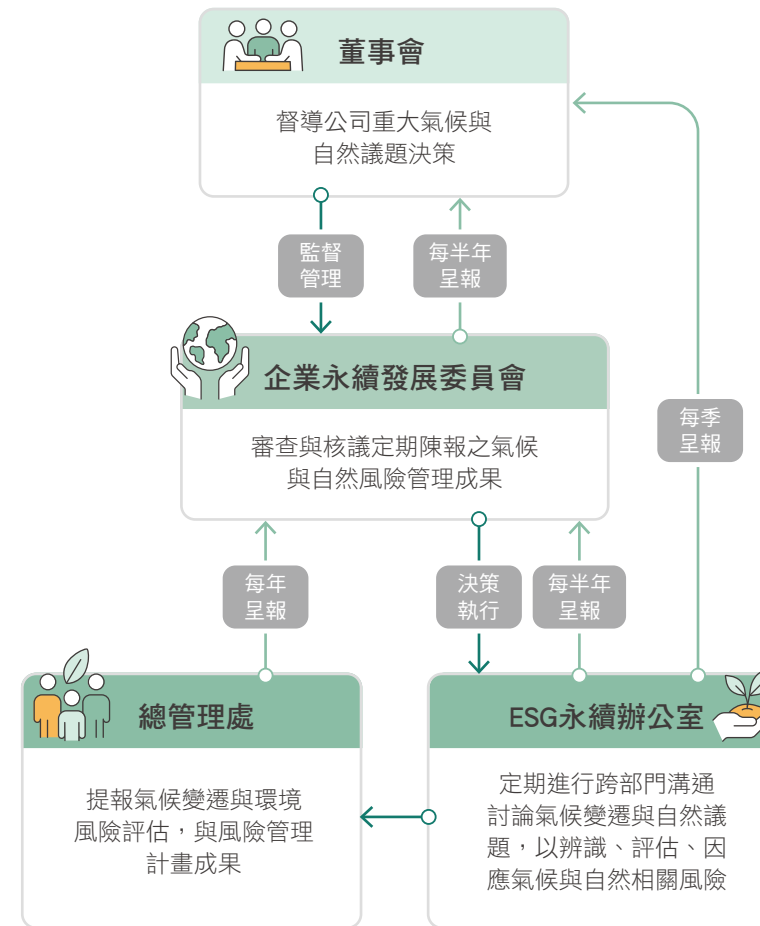 董事會
督導公司重大氣候與
自然議題決策
監督
管理
每半年
呈報
企業永續發展委員會
審查與核議定期陳報之氣候
與自然風險管理成果
每季
呈報
每年
呈報
決策
執行
每半年
呈報
總管理處
提報氣候變遷與環境
風險評估，與風險管理
計畫成果
ESG永續辦公室
定期進行跨部門溝通
討論氣候變遷與自然議
題，以辨識、評估、因
應氣候與自然相關風險